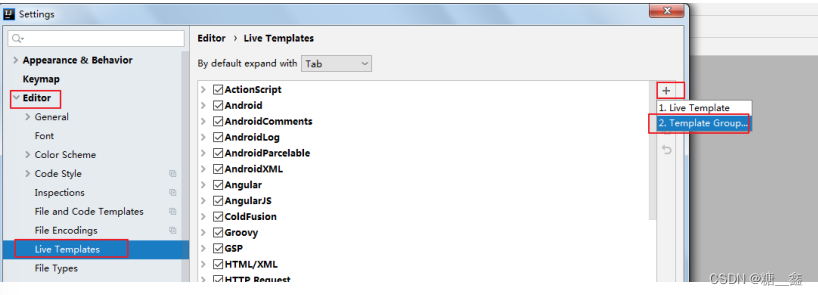 Settings
Editor › Live Templates
By default expand with Tab
Appearance & Behavior
Keymap
Editor
General
Font
Color Scheme
Code Style
Inspections
File and Code Templates
File Encodings
Live Templates
File Types
ActionScript
Android
AndroidComments
AndroidLog
AndroidParcelable
AndroidXML
Angular
AngularJS
ColdFusion
Groovy
GSP
HTML/XML
HTTP Request
1. Live Template
2. Template Group...
CSDN @糖__鑫